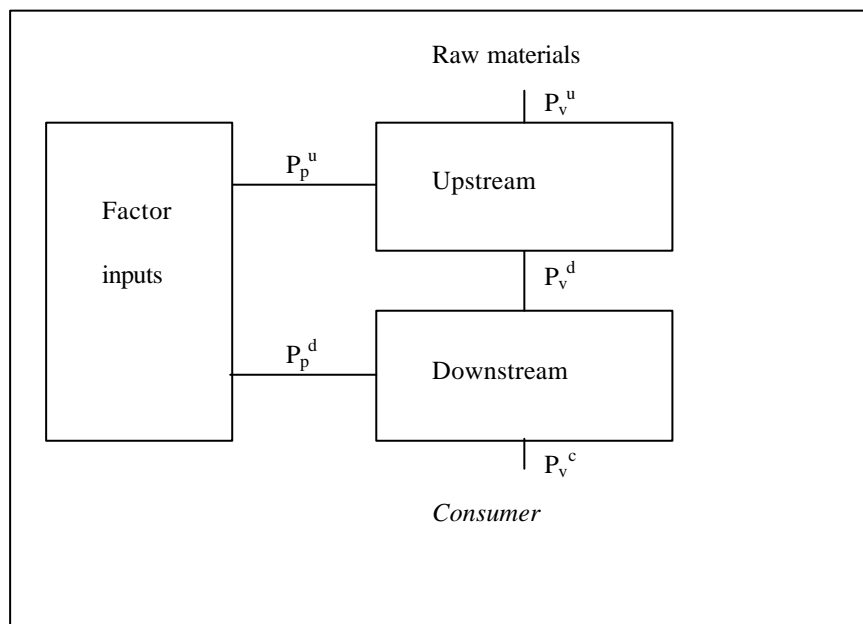 Raw materials
P_v^u
P_p^u
Upstream
Factor
inputs
P_v^d
P_p^d
Downstream
P_v^c
Consumer